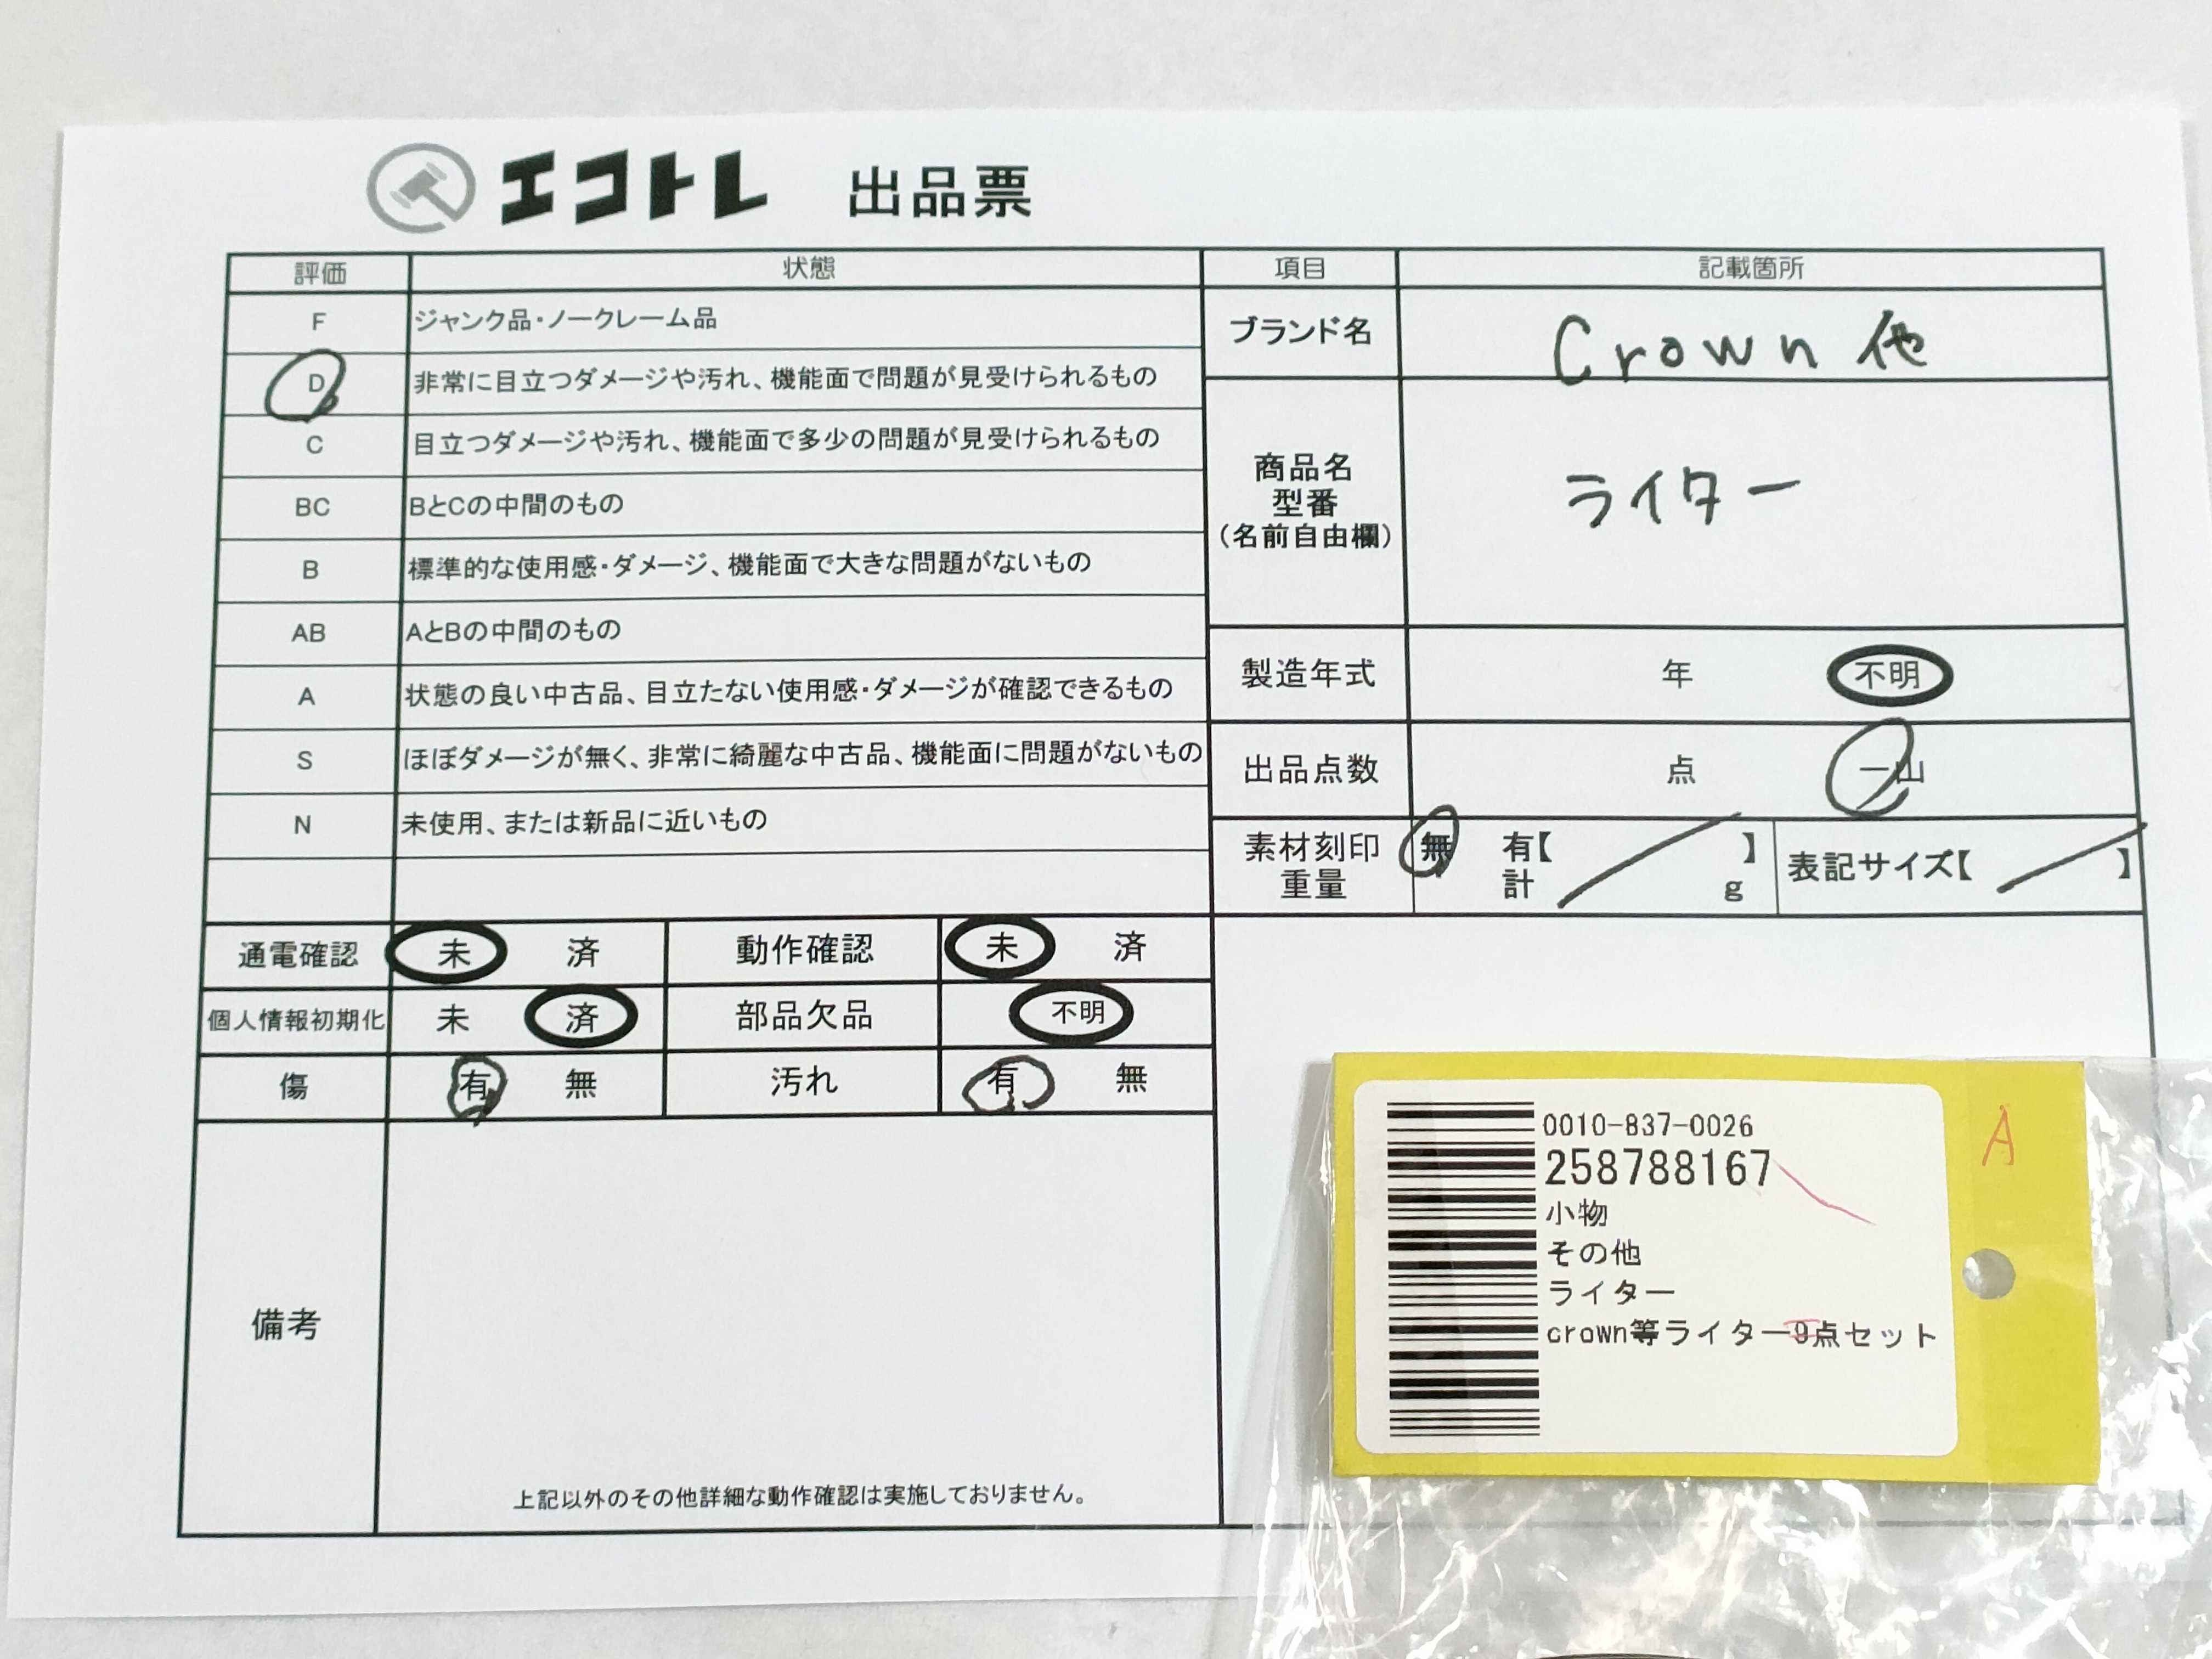 エコトレ 出品票
評価 状態
F ジャンク品・ノークレーム品
D 非常に目立つダメージや汚れ、機能面で問題が見受けられるもの
C 目立つダメージや汚れ、機能面で多少の問題が見受けられるもの
BC BとCの中間のもの
B 標準的な使用感・ダメージ、機能面で大きな問題がないもの
AB AとBの中間のもの
A 状態の良い中古品、目立たない使用感・ダメージが確認できるもの
S ほぼダメージが無く、非常に綺麗な中古品、機能面に問題がないもの
N 未使用、または新品に近いもの
項目 記載箇所
ブランド名 Crown 他
商品名
型番
(名前自由欄)
ライター
製造年式 年 不明
出品点数 点 一山
素材刻印 無 有【 】
重量 計 g
表記サイズ【 】
通電確認 未 済 動作確認 未 済
個人情報初期化 未 済 部品欠品 不明
傷 有 無 汚れ 有 無
備考
上記以外のその他詳細な動作確認は実施しておりません。
0010-837-0026
258788167
小物
その他
ライター
crown等ライター9点セット
A